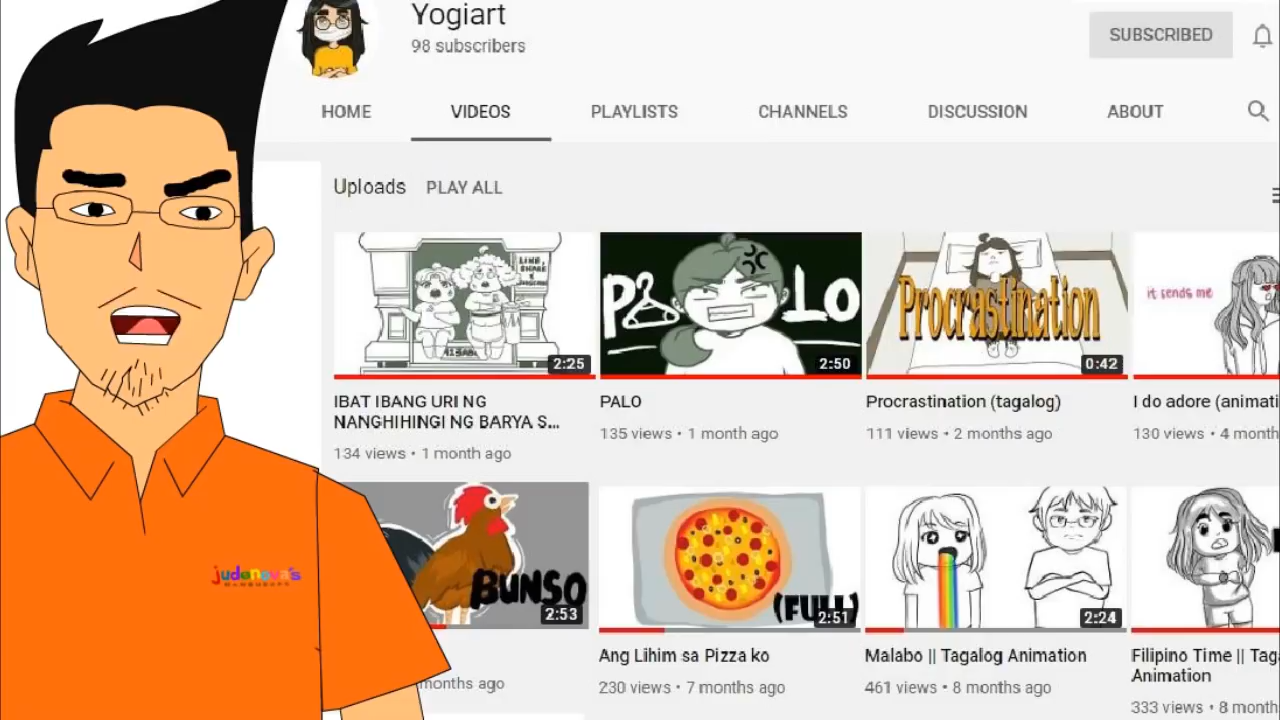 Yogiart
98 subscribers
SUBSCRIBED
HOME VIDEOS PLAYLISTS CHANNELS DISCUSSION ABOUT
Uploads PLAY ALL
LIKE,
SHARE
2:25
PALO
2:50
Procrastination
0:42
it sends me
IBAT IBANG URI NG
NANGHIHINGI NG BARYA S...
134 views • 1 month ago
PALO
135 views • 1 month ago
Procrastination (tagalog)
111 views • 2 months ago
I do adore (animati
130 views • 4 month
judeneva's
BUNSO
2:53
(FULL)
2:51
2:24
months ago
Ang Lihim sa Pizza ko
230 views • 7 months ago
Malabo || Tagalog Animation
461 views • 8 months ago
Filipino Time || Tag
Animation
333 views • 8 month